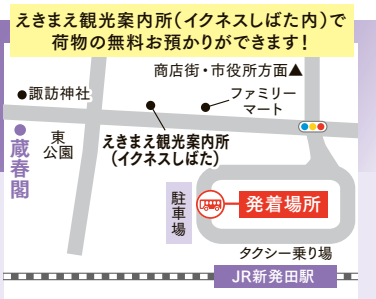 えきまえ観光案内所(イクネスしばた内)で
荷物の無料お預かりができます!
商店街・市役所方面▲
●諏訪神社
ファミリー
マート
東
公園
えきまえ観光案内所
(イクネスしばた)
蔵春閣
駐車場
発着場所
タクシー乗り場
JR新発田駅